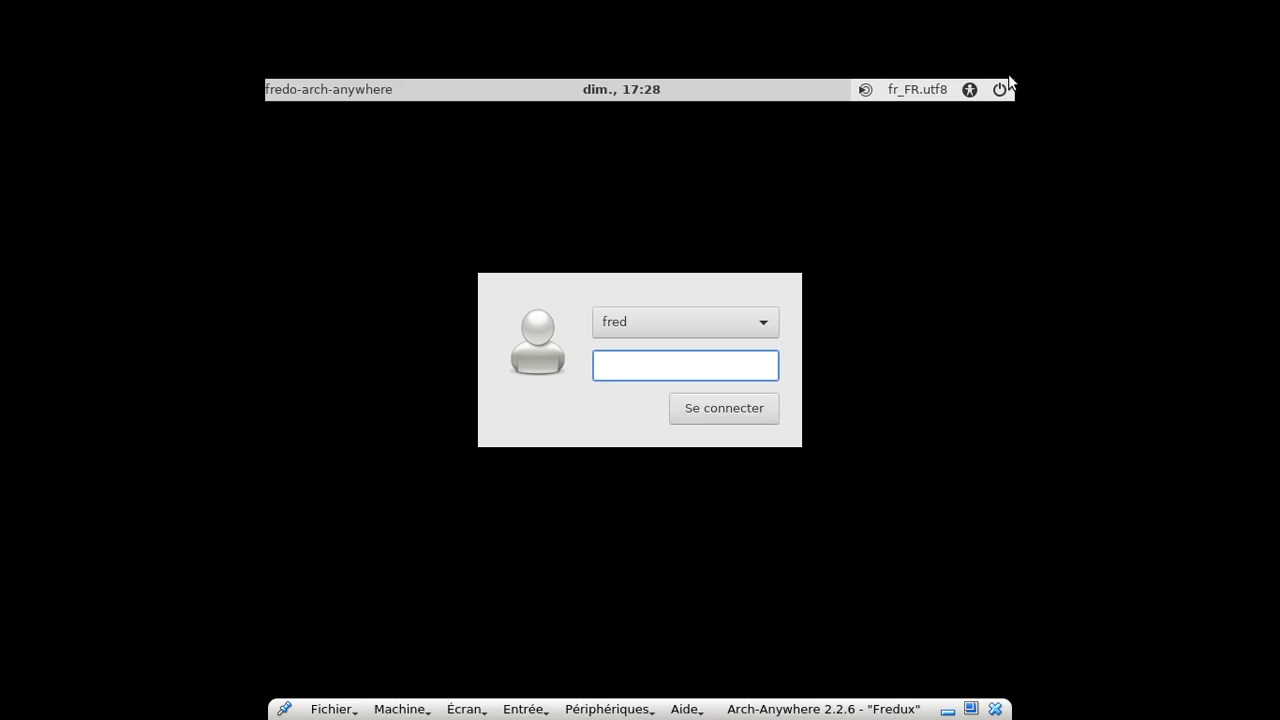 fredo-arch-anywhere dim., 17:28 fr_FR.utf8
fred
Se connecter
Fichier Machine Écran Entrée Périphériques Aide Arch-Anywhere 2.2.6 - "Fredux"